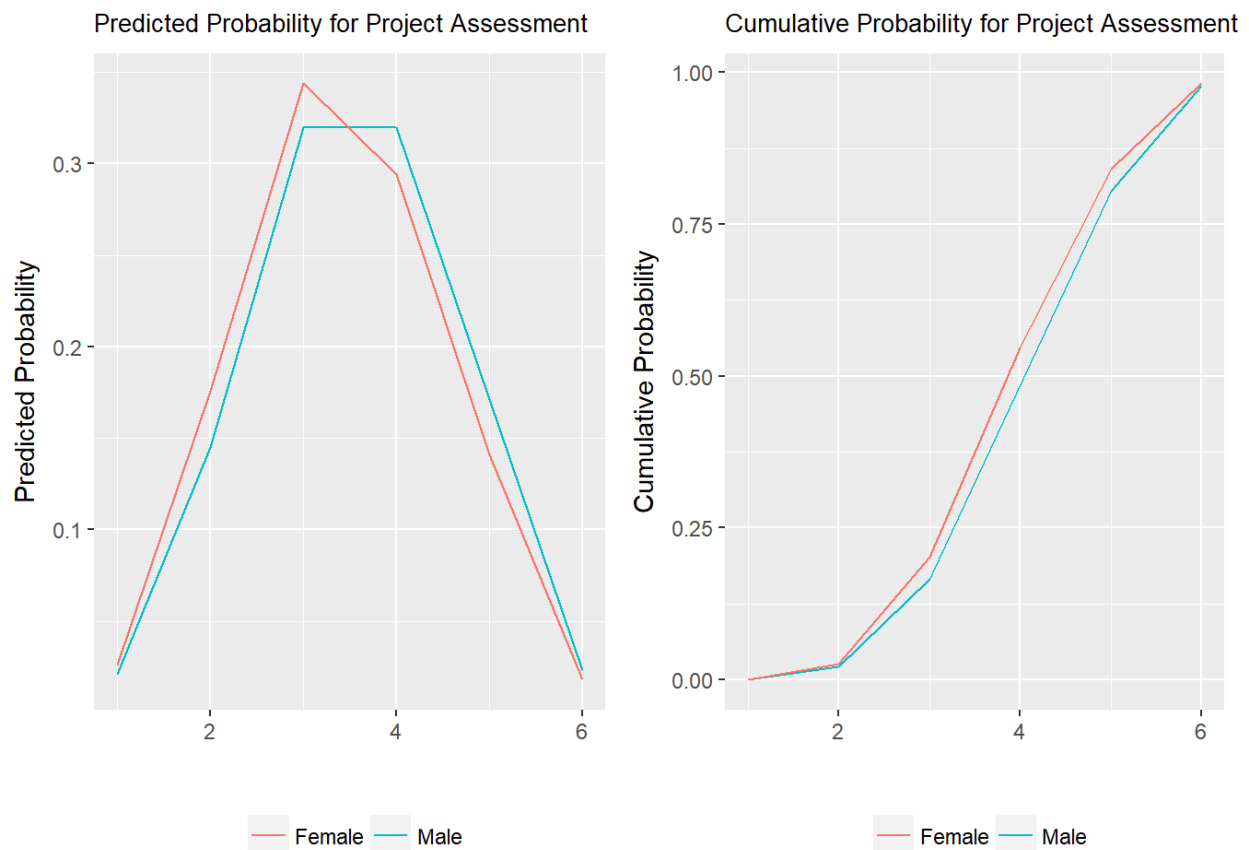 Predicted Probability for Project Assessment
Predicted Probability
0.3
0.2
0.1
2 4 6
Female Male
Cumulative Probability for Project Assessment
Cumulative Probability
1.00
0.75
0.50
0.25
0.00
2 4 6
Female Male